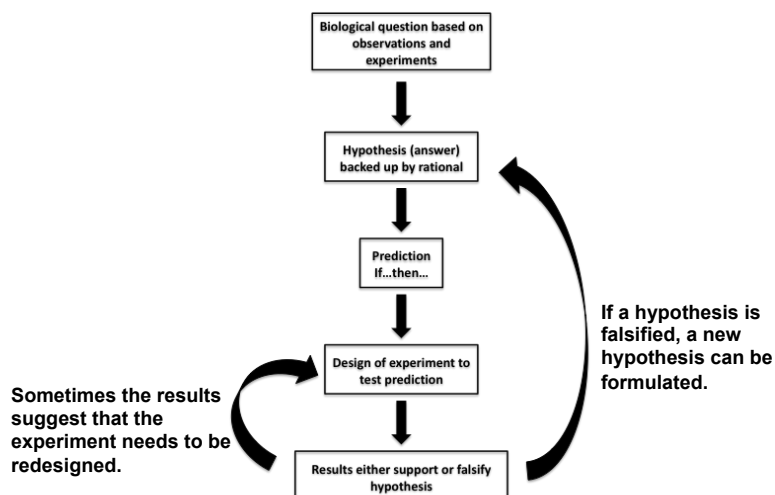 Biological question based on
observations and
experiments
Hypothesis (answer)
backed up by rational
Prediction
If...then...
If a hypothesis is
falsified, a new
hypothesis can be
formulated.
Design of experiment to
test prediction
Sometimes the results
suggest that the
experiment needs to be
redesigned.
Results either support or falsify
hypothesis